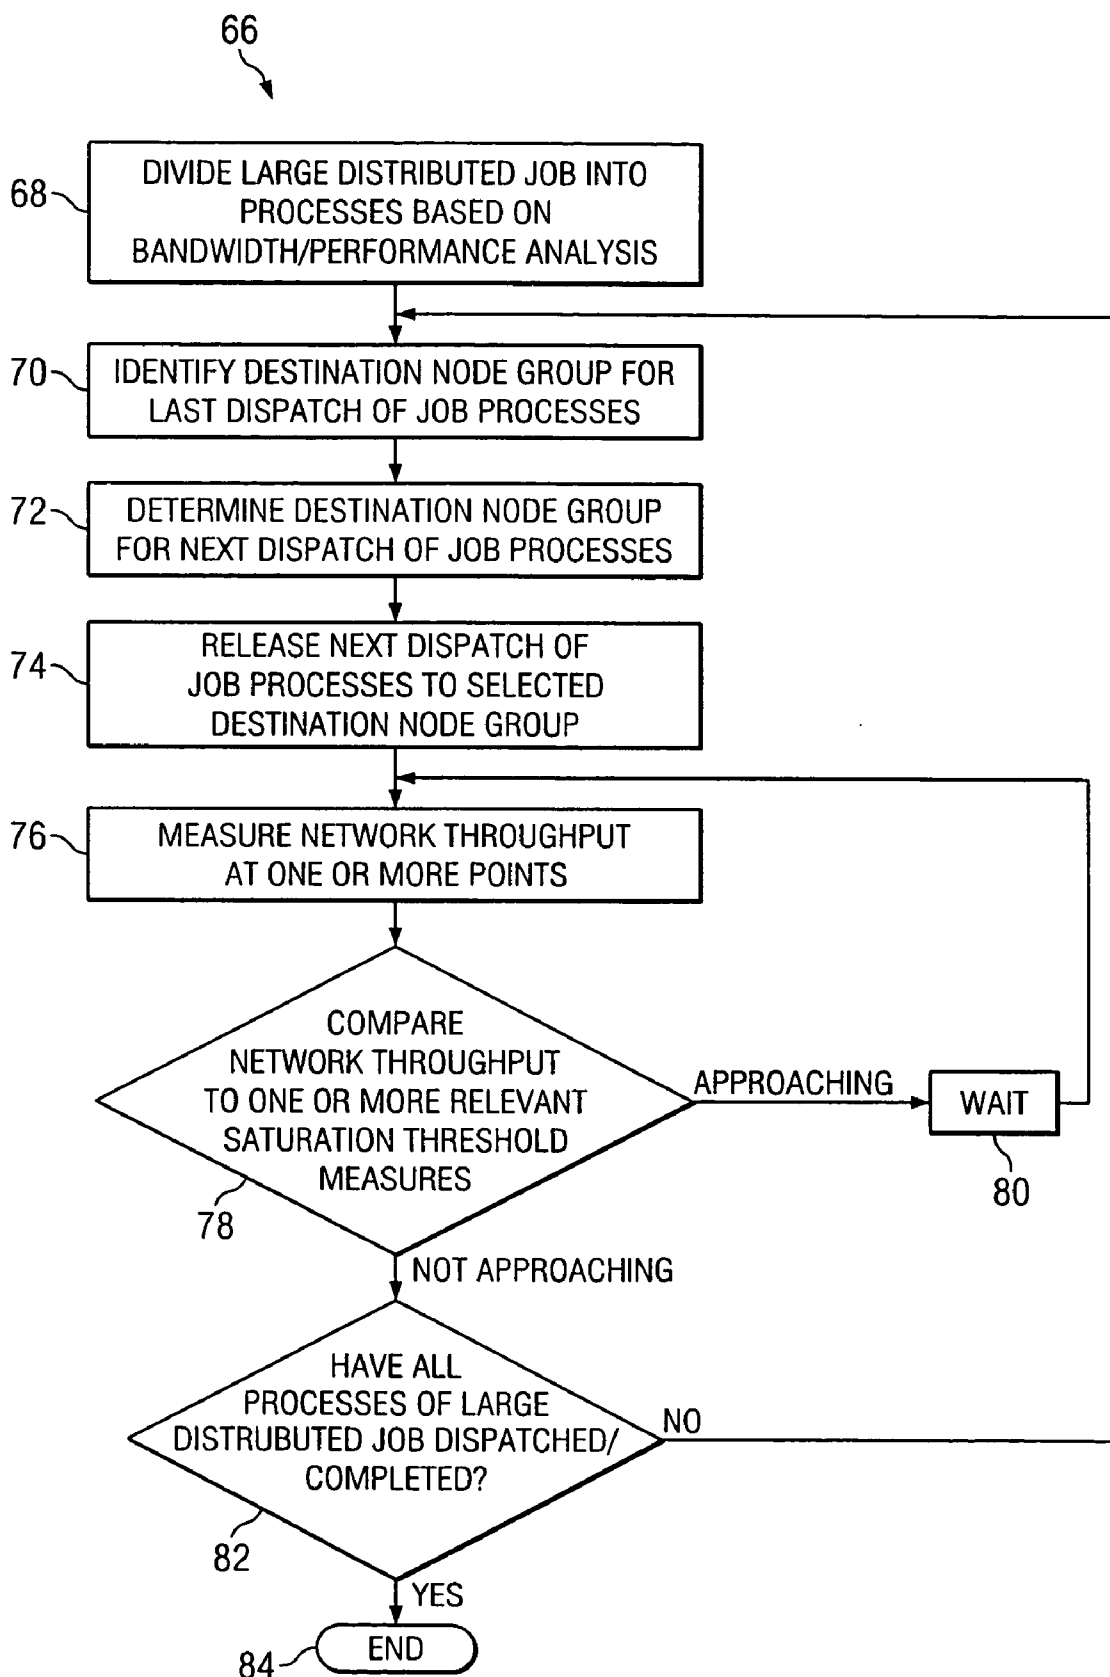 66
68
DIVIDE LARGE DISTRIBUTED JOB INTO
PROCESSES BASED ON
BANDWIDTH/PERFORMANCE ANALYSIS
70
IDENTIFY DESTINATION NODE GROUP FOR
LAST DISPATCH OF JOB PROCESSES
72
DETERMINE DESTINATION NODE GROUP
FOR NEXT DISPATCH OF JOB PROCESSES
74
RELEASE NEXT DISPATCH OF
JOB PROCESSES TO SELECTED
DESTINATION NODE GROUP
76
MEASURE NETWORK THROUGHPUT
AT ONE OR MORE POINTS
COMPARE
NETWORK THROUGHPUT
TO ONE OR MORE RELEVANT
SATURATION THRESHOLD
MEASURES
78
APPROACHING
WAIT
80
NOT APPROACHING
HAVE ALL
PROCESSES OF LARGE
DISTRUBUTED JOB DISPATCHED/
COMPLETED?
82
NO
YES
END
84